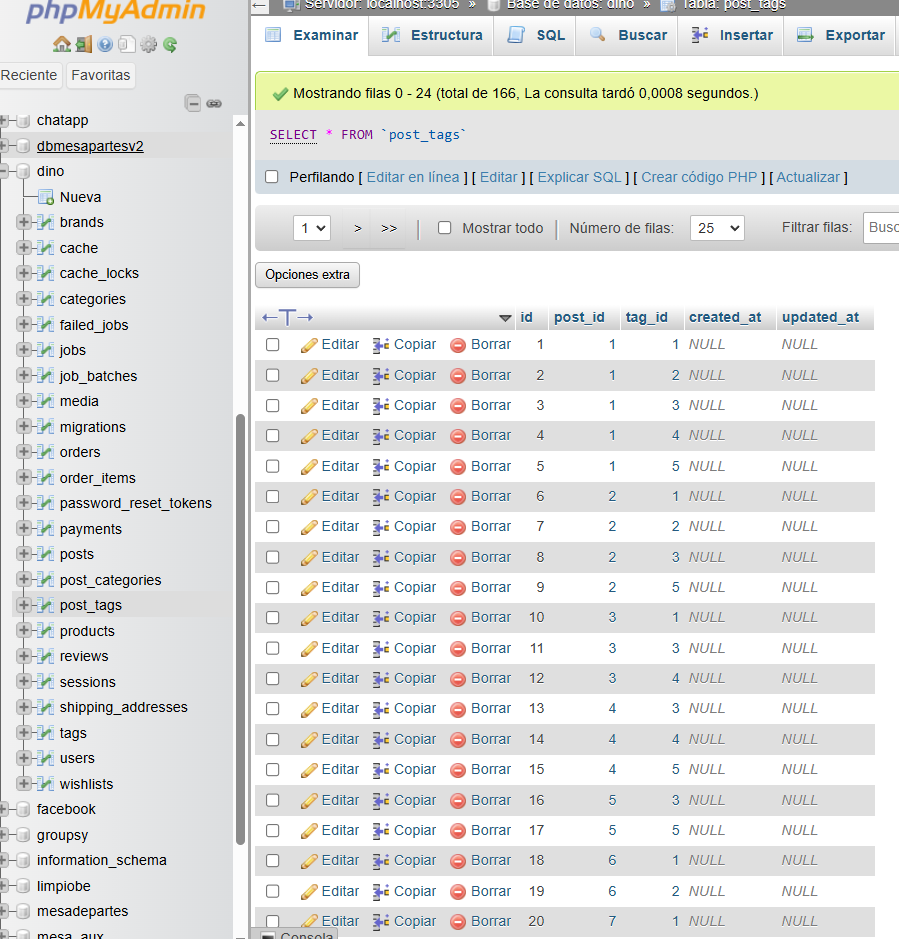 phpMyAdmin
Reciente Favoritas
chatapp
dbmesapartesv2
dino
Nueva
brands
cache
cache_locks
categories
failed_jobs
jobs
job_batches
media
migrations
orders
order_items
password_reset_tokens
payments
posts
post_categories
post_tags
products
reviews
sessions
shipping_addresses
tags
users
wishlists
facebook
groupsy
information_schema
limpiobe
mesadepartes
mesa_aux
Servidor: localhost:3305 » Base de datos: dino » Tabla: post_tags
Examinar Estructura SQL Buscar Insertar Exportar
Mostrando filas 0 - 24 (total de 166, La consulta tardó 0,0008 segundos.)
SELECT * FROM `post_tags`
Perfilando [ Editar en línea ] [ Editar ] [ Explicar SQL ] [ Crear código PHP ] [ Actualizar ]
1 > >> | Mostrar todo | Número de filas: 25 Filtrar filas: Busc
Opciones extra
←T→ id post_id tag_id created_at updated_at
Editar Copiar Borrar 1 1 1 NULL NULL
Editar Copiar Borrar 2 1 2 NULL NULL
Editar Copiar Borrar 3 1 3 NULL NULL
Editar Copiar Borrar 4 1 4 NULL NULL
Editar Copiar Borrar 5 1 5 NULL NULL
Editar Copiar Borrar 6 2 1 NULL NULL
Editar Copiar Borrar 7 2 2 NULL NULL
Editar Copiar Borrar 8 2 3 NULL NULL
Editar Copiar Borrar 9 2 5 NULL NULL
Editar Copiar Borrar 10 3 1 NULL NULL
Editar Copiar Borrar 11 3 3 NULL NULL
Editar Copiar Borrar 12 3 4 NULL NULL
Editar Copiar Borrar 13 4 3 NULL NULL
Editar Copiar Borrar 14 4 4 NULL NULL
Editar Copiar Borrar 15 4 5 NULL NULL
Editar Copiar Borrar 16 5 3 NULL NULL
Editar Copiar Borrar 17 5 5 NULL NULL
Editar Copiar Borrar 18 6 1 NULL NULL
Editar Copiar Borrar 19 6 2 NULL NULL
Editar Copiar Borrar 20 7 1 NULL NULL
Consola